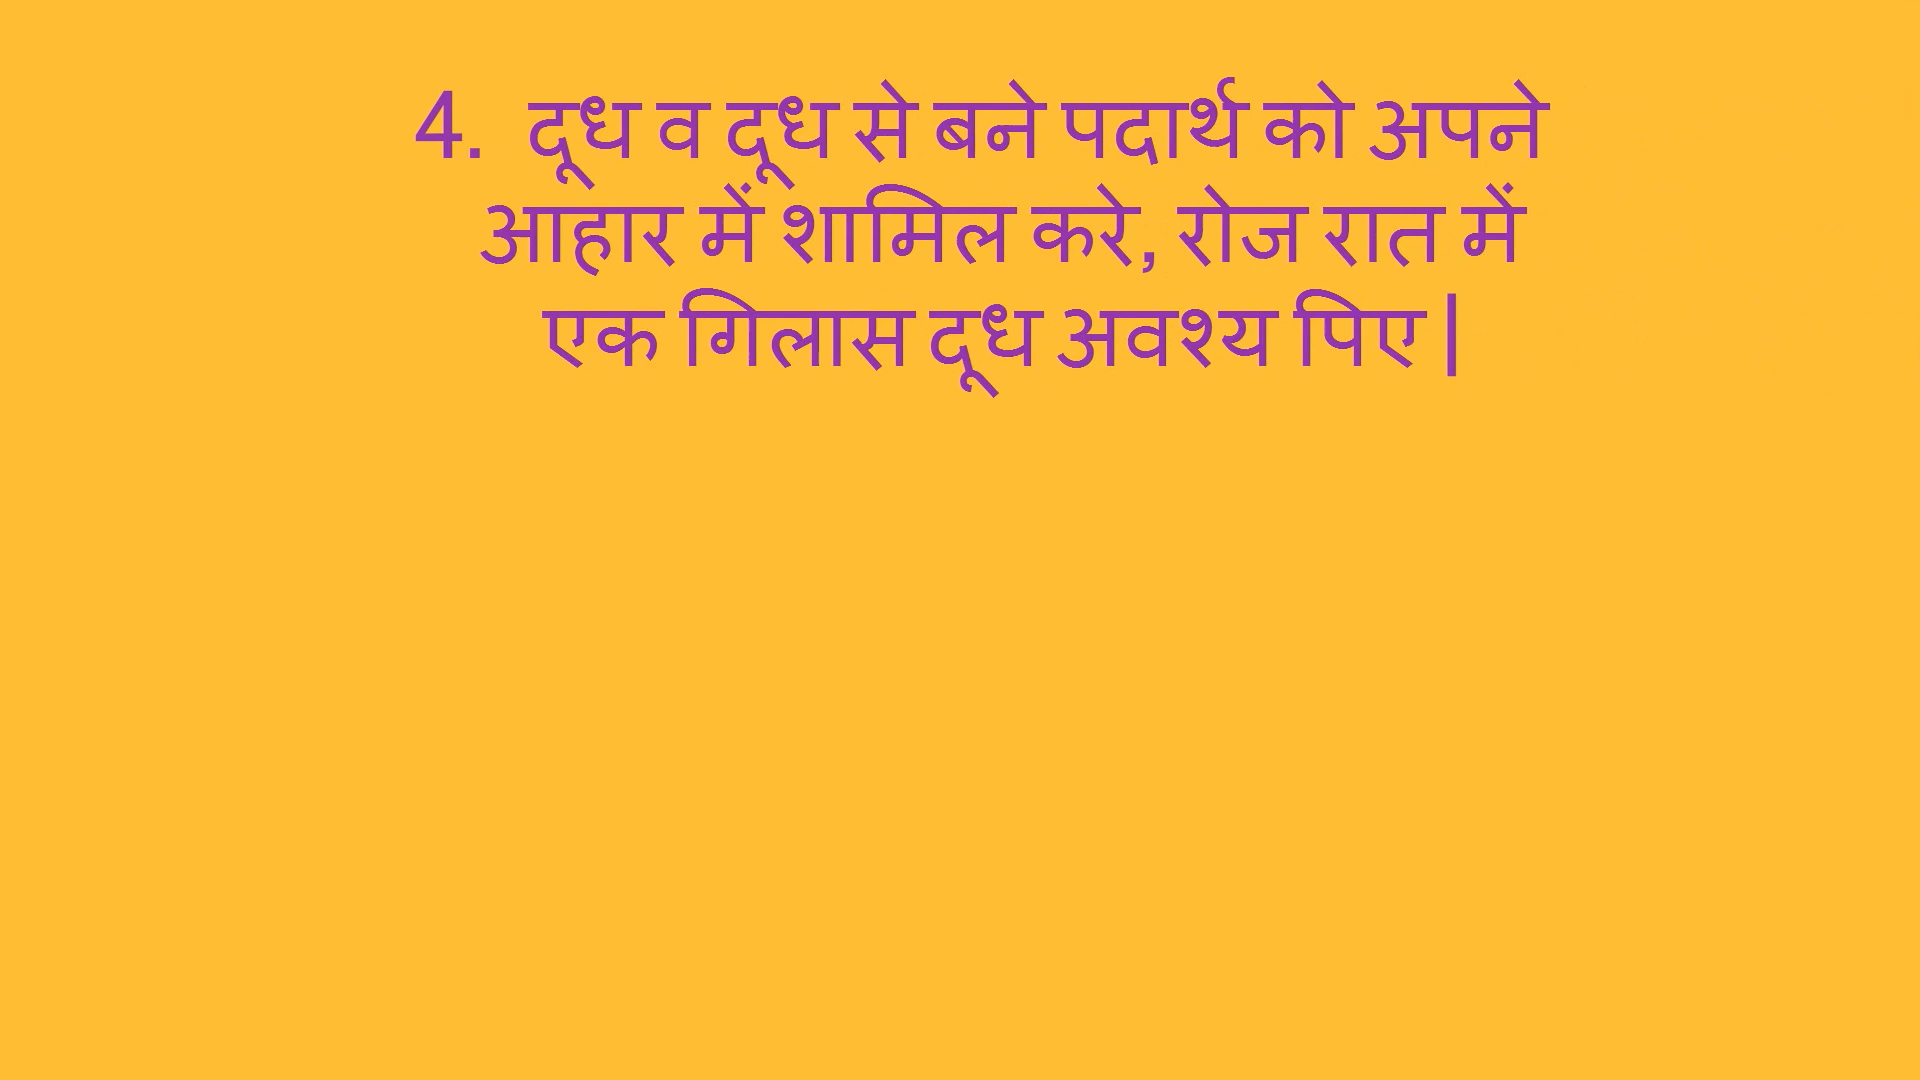 4. दूध व दूध से बने पदार्थ को अपने
आहार में शामिल करे, रोज रात में
एक गिलास दूध अवश्य पिए |